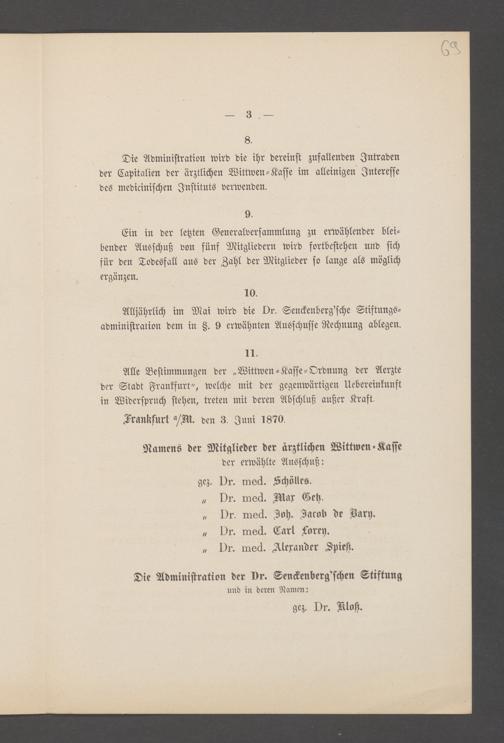 69
— 3 —
8.
Die Administration wird die ihr dereinst zufallenden Intraden
der Capitalien der ärztlichen Wittwen-Kasse im alleinigen Interesse
des medicinischen Instituts verwenden.
9.
Ein in der letzten Generalversammlung zu erwählender blei-
bender Ausschuß von fünf Mitgliedern wird fortbestehen und sich
für den Todesfall aus der Zahl der Mitglieder so lange als möglich
ergänzen.
10.
Alljährlich im Mai wird die Dr. Senckenberg'sche Stiftungs-
administration dem in §. 9 erwähnten Ausschusse Rechnung ablegen.
11.
Alle Bestimmungen der „Wittwen-Kasse-Ordnung der Aerzte
der Stadt Frankfurt“, welche mit der gegenwärtigen Uebereinkunft
in Widerspruch stehen, treten mit deren Abschluß außer Kraft.
Frankfurt a/M. den 3. Juni 1870.
Namens der Mitglieder der ärztlichen Wittwen-Kasse
der erwählte Ausschuß:
gez. Dr. med. Schölles.
„ Dr. med. Max Getz.
„ Dr. med. Joh. Jacob de Bary.
„ Dr. med. Carl Lorey.
„ Dr. med. Alexander Spieß.
Die Administration der Dr. Senckenberg'schen Stiftung
und in deren Namen:
gez. Dr. Kloß.